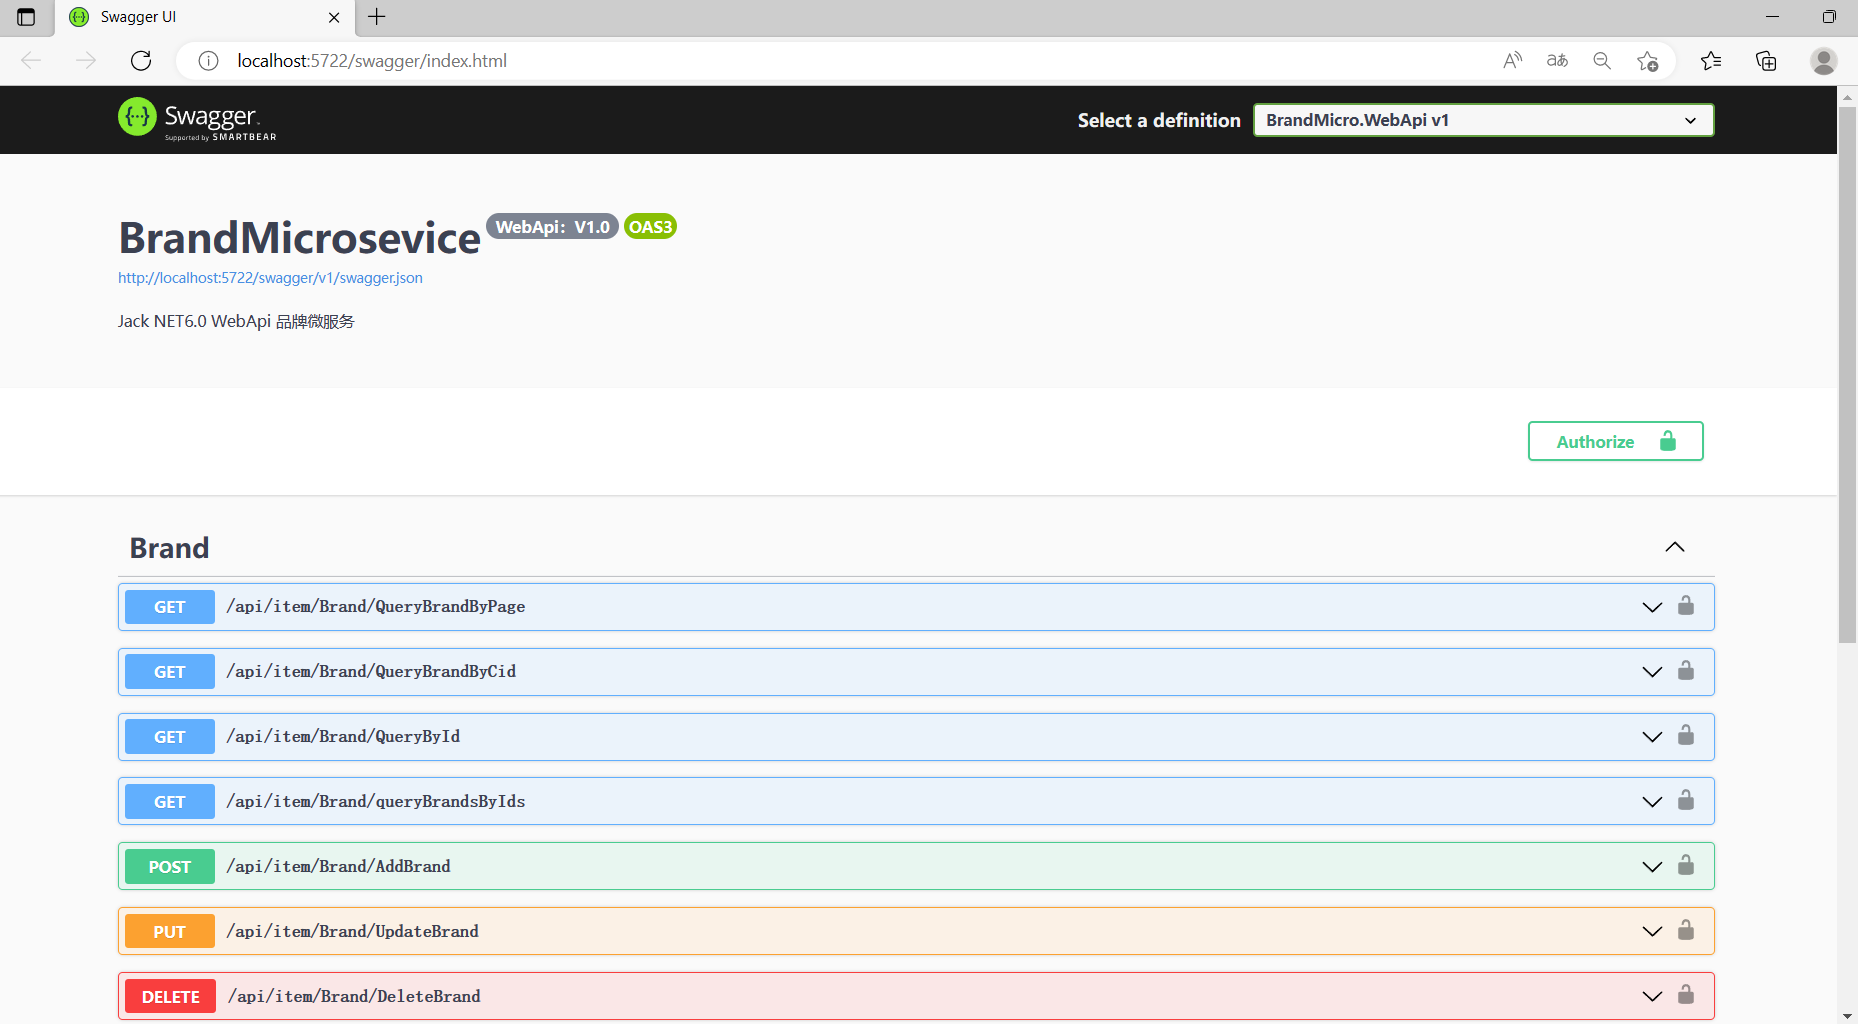 Swagger UI
localhost:5722/swagger/index.html
Swagger
Supported by SMARTBEAR
Select a definition
BrandMicro.WebApi v1
BrandMicrosevice WebApi：V1.0 OAS3
http://localhost:5722/swagger/v1/swagger.json
Jack NET6.0 WebApi 品牌微服务
Authorize
Brand
GET /api/item/Brand/QueryBrandByPage
GET /api/item/Brand/QueryBrandByCid
GET /api/item/Brand/QueryById
GET /api/item/Brand/queryBrandsByIds
POST /api/item/Brand/AddBrand
PUT /api/item/Brand/UpdateBrand
DELETE /api/item/Brand/DeleteBrand